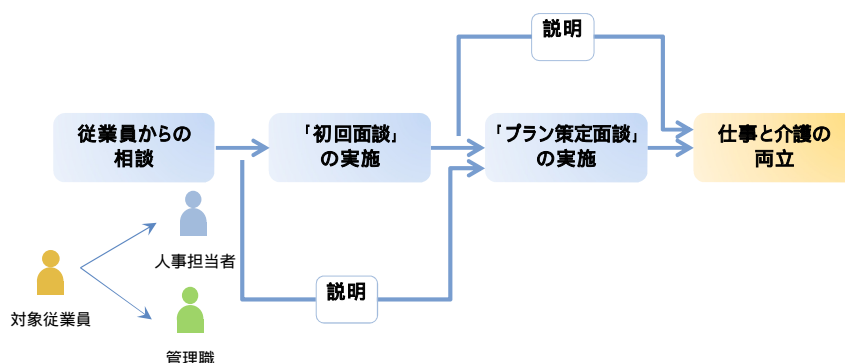 説明
従業員からの
相談
「初回面談」
の実施
「プラン策定面談」
の実施
仕事と介護の
両立
人事担当者
説明
対象従業員
管理職